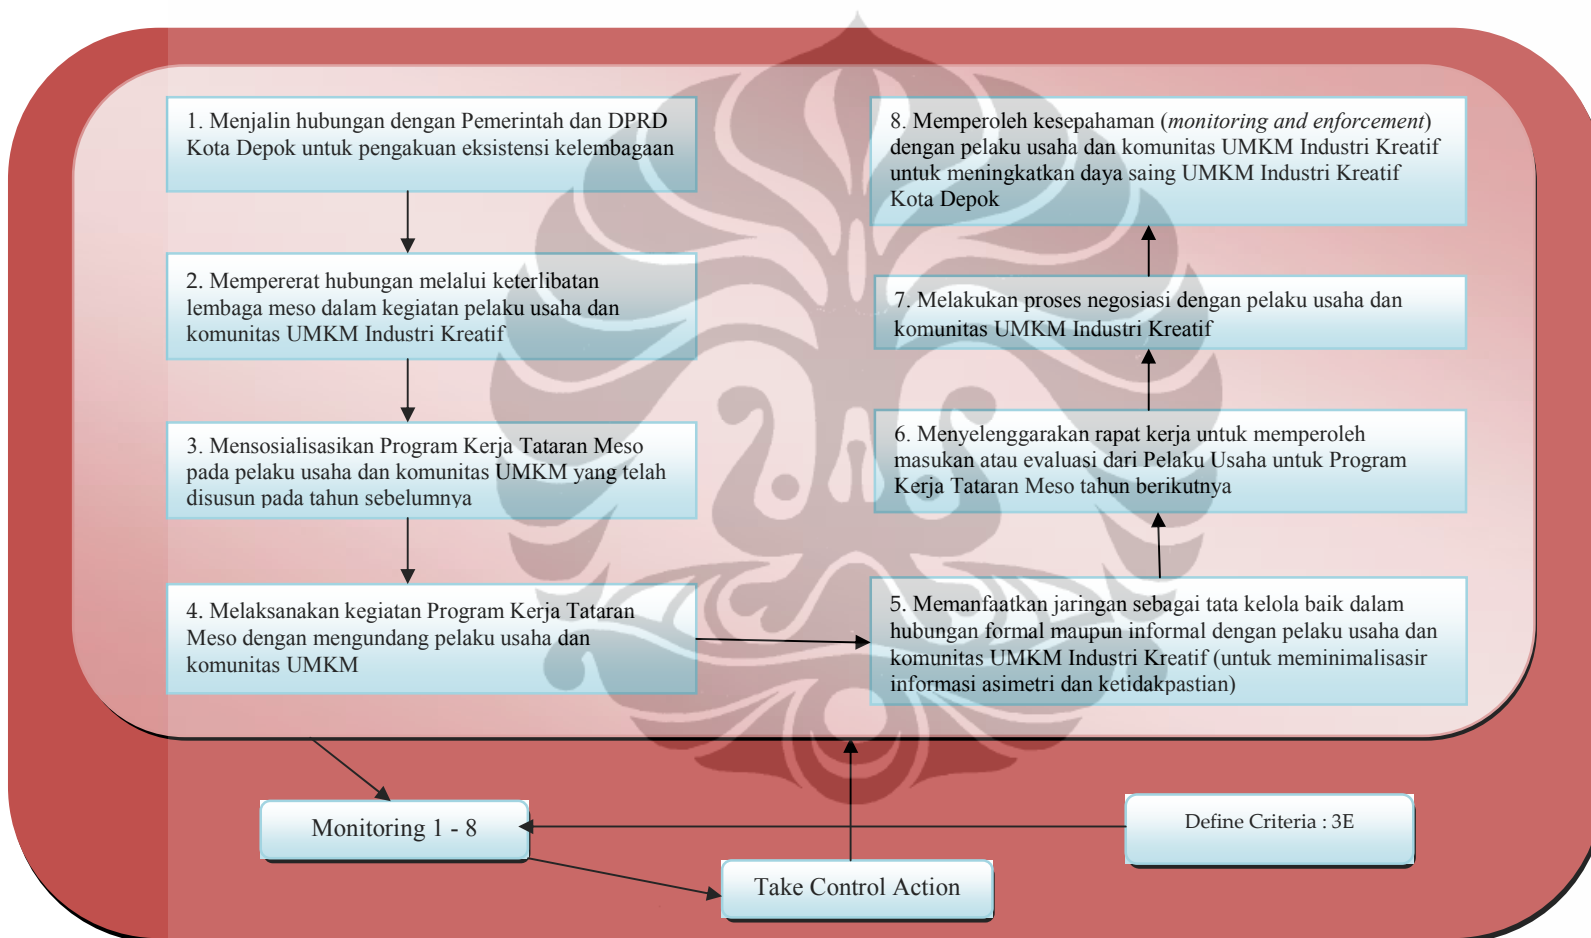 1. Menjalin hubungan dengan Pemerintah dan DPRD
Kota Depok untuk pengakuan eksistensi kelembagaan
2. Mempererat hubungan melalui keterlibatan
lembaga meso dalam kegiatan pelaku usaha dan
komunitas UMKM Industri Kreatif
3. Mensosialisasikan Program Kerja Tataran Meso
pada pelaku usaha dan komunitas UMKM yang telah
disusun pada tahun sebelumnya
4. Melaksanakan kegiatan Program Kerja Tataran
Meso dengan mengundang pelaku usaha dan
komunitas UMKM
5. Memanfaatkan jaringan sebagai tata kelola baik dalam
hubungan formal maupun informal dengan pelaku usaha dan
komunitas UMKM Industri Kreatif (untuk meminimalisasir
informasi asimetri dan ketidakpastian)
6. Menyelenggarakan rapat kerja untuk memperoleh
masukan atau evaluasi dari Pelaku Usaha untuk Program
Kerja Tataran Meso tahun berikutnya
7. Melakukan proses negosiasi dengan pelaku usaha dan
komunitas UMKM Industri Kreatif
8. Memperoleh kesepahaman (monitoring and enforcement)
dengan pelaku usaha dan komunitas UMKM Industri Kreatif
untuk meningkatkan daya saing UMKM Industri Kreatif
Kota Depok
Monitoring 1 - 8
Define Criteria : 3E
Take Control Action